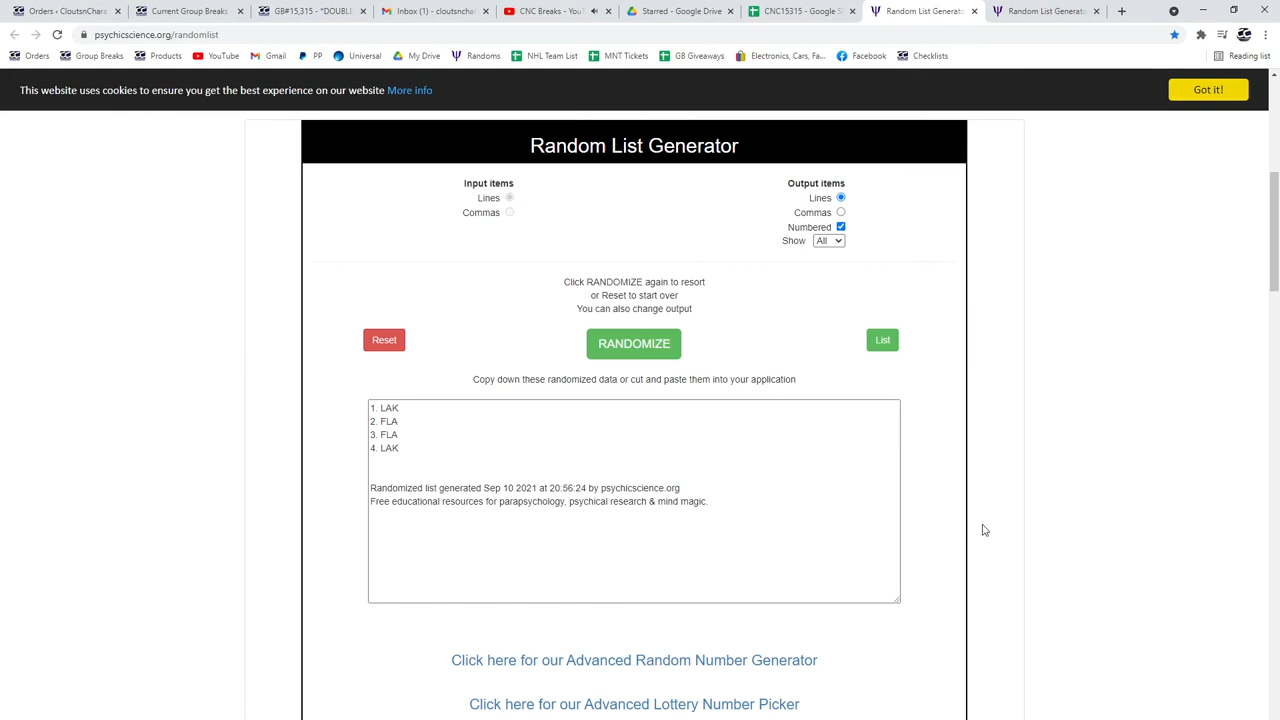 Orders ‹ CloutsnChara
Current Group Breaks
GB#15,315 - *DOUBLE
Inbox (1) - cloutsnchar
CNC Breaks - YouT
Starred - Google Drive
CNC15315 - Google S
Random List Generato
Random List Generato
psychicscience.org/randomlist
Orders Group Breaks Products YouTube Gmail PP Universal My Drive Randoms NHL Team List MNT Tickets GB Giveaways Electronics, Cars, Fa... Facebook Checklists Reading list
This website uses cookies to ensure you get the best experience on our website More info
Got it!
Random List Generator
Input items
Lines
Commas
Output items
Lines
Commas
Numbered
Show All
Click RANDOMIZE again to resort
or Reset to start over
You can also change output
Reset
RANDOMIZE
List
Copy down these randomized data or cut and paste them into your application
1. LAK
2. FLA
3. FLA
4. LAK
Randomized list generated Sep 10 2021 at 20:56:24 by psychicscience.org
Free educational resources for parapsychology, psychical research & mind magic.
Click here for our Advanced Random Number Generator
Click here for our Advanced Lottery Number Picker